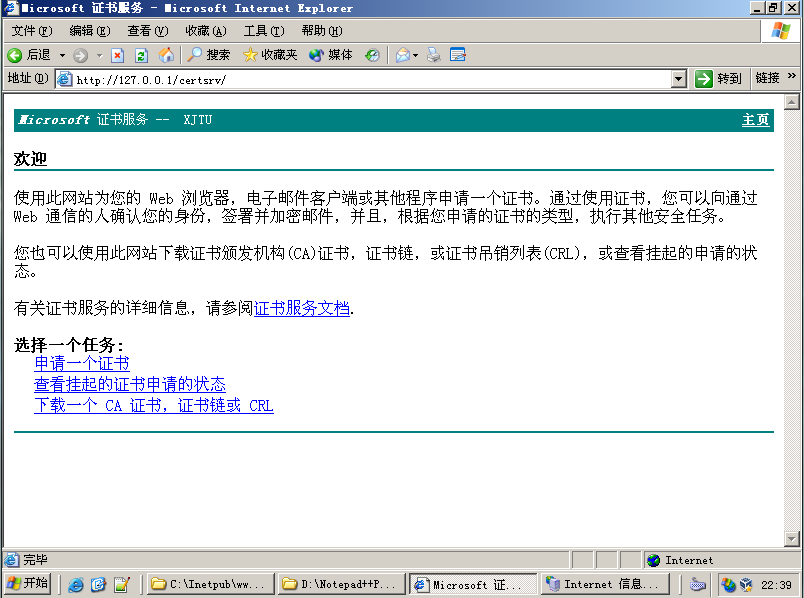 Microsoft 证书服务 - Microsoft Internet Explorer
文件(F) 编辑(E) 查看(V) 收藏(A) 工具(T) 帮助(H)
后退 搜索 收藏夹 媒体
地址(D) http://127.0.0.1/certsrv/ 转到 链接 »
Microsoft 证书服务 -- XJTU 主页
欢迎
使用此网站为您的 Web 浏览器，电子邮件客户端或其他程序申请一个证书。通过使用证书，您可以向通过
Web 通信的人确认您的身份，签署并加密邮件，并且，根据您申请的证书的类型，执行其他安全任务。
您也可以使用此网站下载证书颁发机构(CA)证书，证书链，或证书吊销列表(CRL)，或查看挂起的申请的状
态。
有关证书服务的详细信息，请参阅证书服务文档.
选择一个任务:
申请一个证书
查看挂起的证书申请的状态
下载一个 CA 证书，证书链或 CRL
完毕 Internet
开始 C:\Inetpub\ww... D:\Notepad++P... Microsoft 证... Internet 信息... 22:39